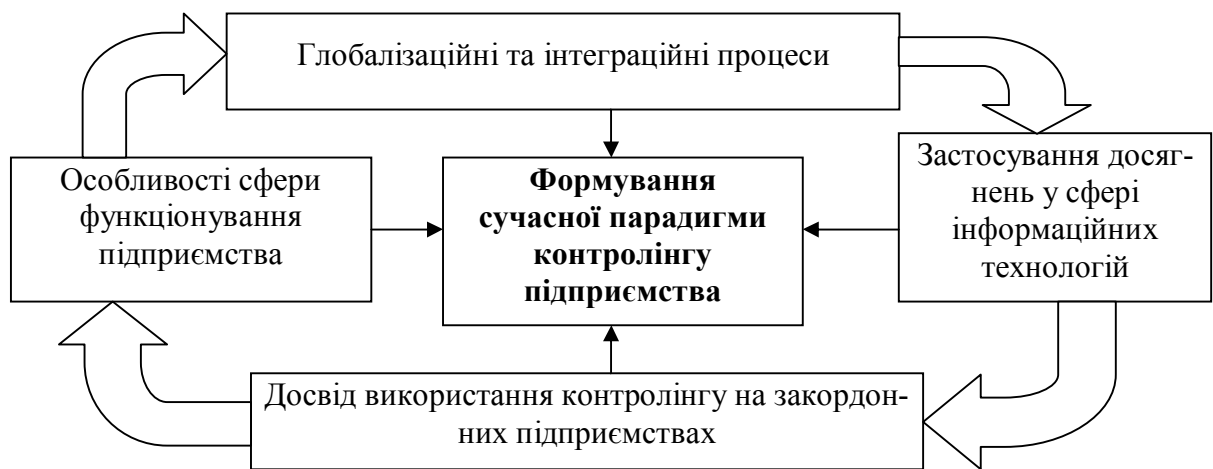 Глобалізаційні та інтеграційні процеси
Особливості сфери
функціонування
підприємства
Формування
сучасної парадигми
контролінгу
підприємства
Застосування досяг-
нень у сфері
інформаційних
технологій
Досвід використання контролінгу на закордон-
них підприємствах